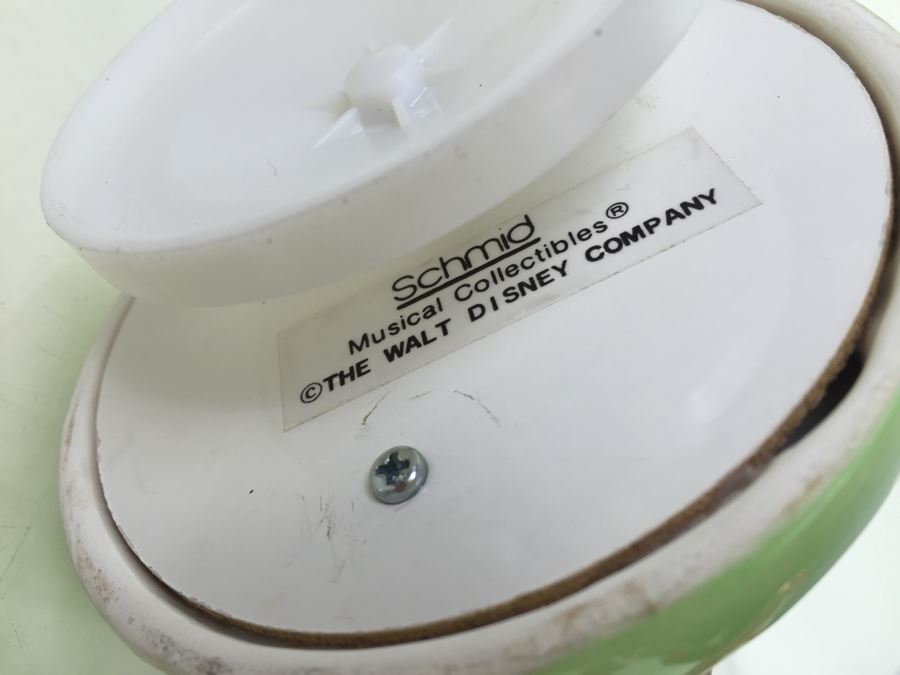 Schmid
Musical Collectibles®
©THE WALT DISNEY COMPANY